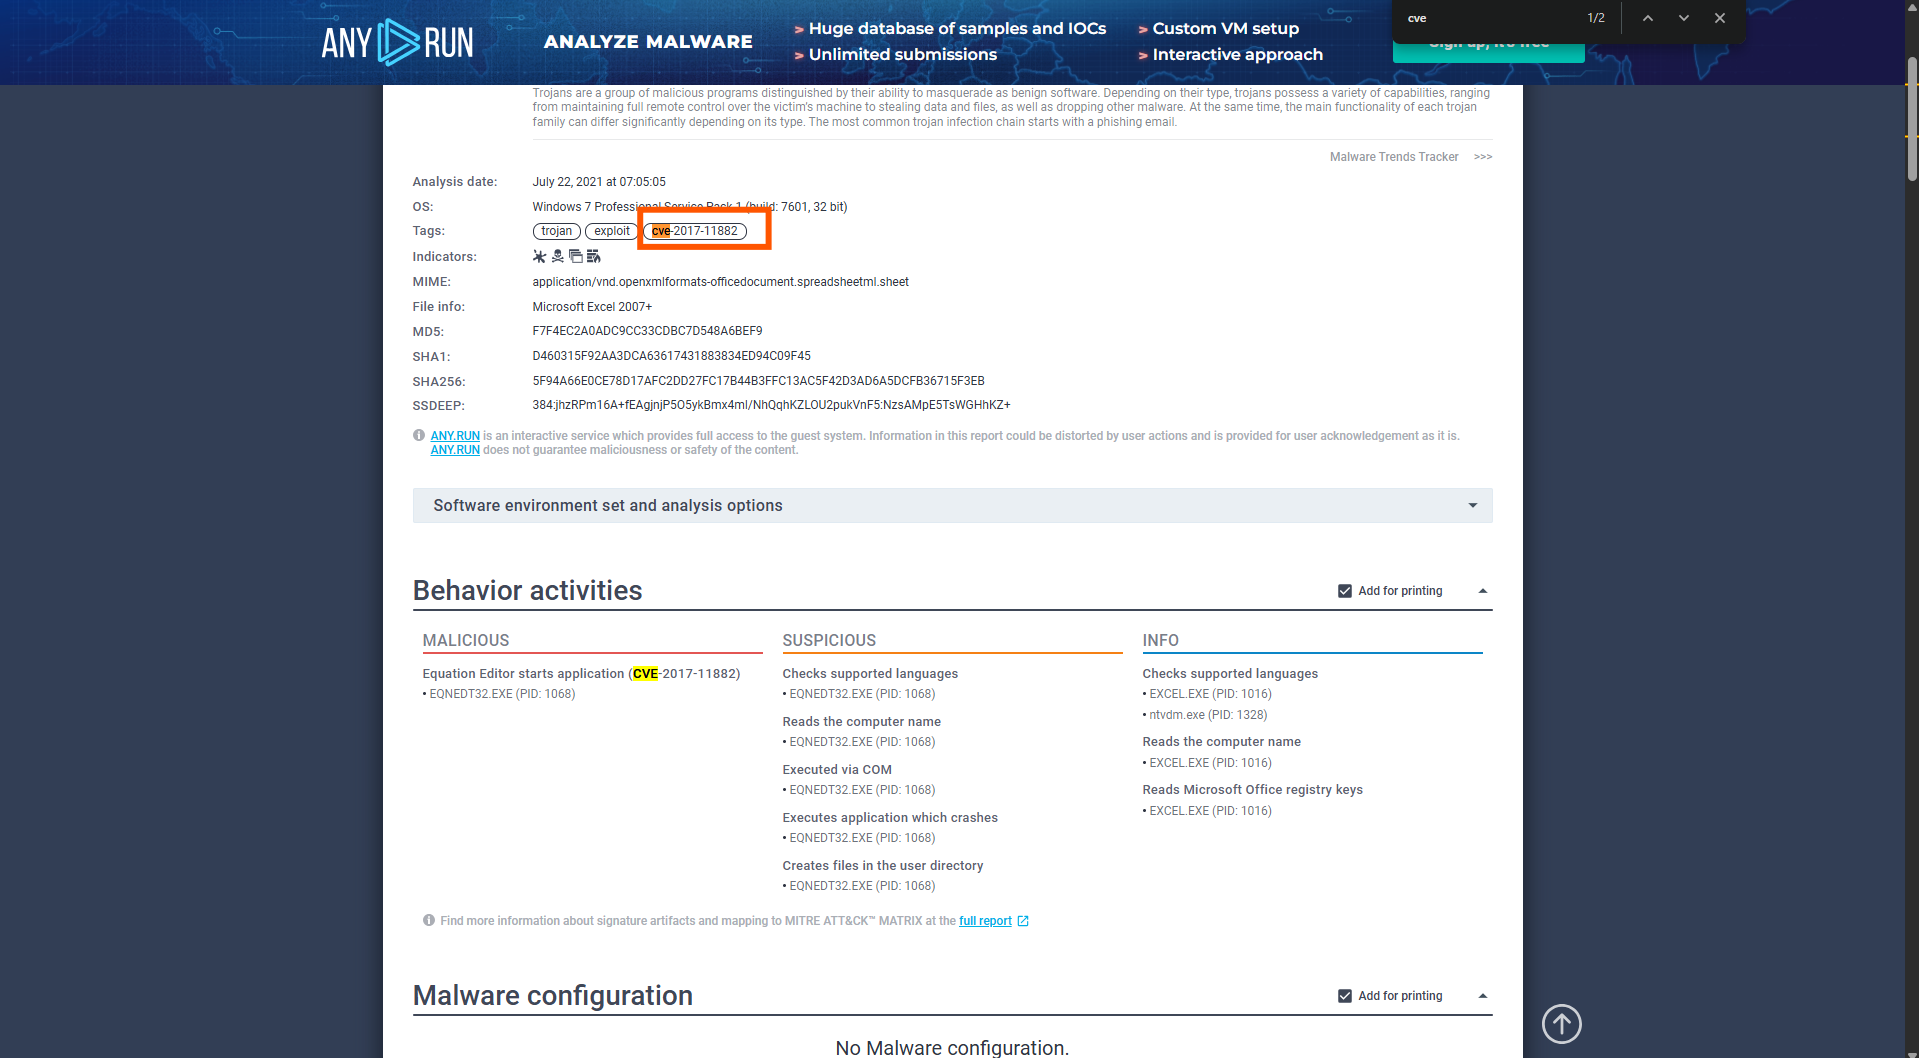 ANY RUN
ANALYZE MALWARE
> Huge database of samples and IOCs
> Unlimited submissions
> Custom VM setup
> Interactive approach
cve
1/2
Sign up, it's free
Trojans are a group of malicious programs distinguished by their ability to masquerade as benign software. Depending on their type, trojans possess a variety of capabilities, ranging
from maintaining full remote control over the victim's machine to stealing data and files, as well as dropping other malware. At the same time, the main functionality of each trojan
family can differ significantly depending on its type. The most common trojan infection chain starts with a phishing email.
Malware Trends Tracker >>>
Analysis date: July 22, 2021 at 07:05:05
OS: Windows 7 Professional Service Pack 1 (build: 7601, 32 bit)
Tags: trojan exploit cve-2017-11882
Indicators:
MIME: application/vnd.openxmlformats-officedocument.spreadsheetml.sheet
File info: Microsoft Excel 2007+
MD5: F7F4EC2A0ADC9CC33CDBC7D548A6BEF9
SHA1: D460315F92AA3DCA63617431883834ED94C09F45
SHA256: 5F94A66E0CE78D17AFC2DD27FC17B44B3FFC13AC5F42D3AD6A5DCFB36715F3EB
SSDEEP: 384:jhzRPm16A+fEAgjnjP5O5ykBmx4ml/NhQqhKZLOU2pukVnF5:NzsAMpE5TsWGHhKZ+
ANY.RUN is an interactive service which provides full access to the guest system. Information in this report could be distorted by user actions and is provided for user acknowledgement as it is.
ANY.RUN does not guarantee maliciousness or safety of the content.
Software environment set and analysis options
Behavior activities
Add for printing
MALICIOUS
Equation Editor starts application (CVE-2017-11882)
• EQNEDT32.EXE (PID: 1068)
SUSPICIOUS
Checks supported languages
• EQNEDT32.EXE (PID: 1068)
Reads the computer name
• EQNEDT32.EXE (PID: 1068)
Executed via COM
• EQNEDT32.EXE (PID: 1068)
Executes application which crashes
• EQNEDT32.EXE (PID: 1068)
Creates files in the user directory
• EQNEDT32.EXE (PID: 1068)
INFO
Checks supported languages
• EXCEL.EXE (PID: 1016)
• ntvdm.exe (PID: 1328)
Reads the computer name
• EXCEL.EXE (PID: 1016)
Reads Microsoft Office registry keys
• EXCEL.EXE (PID: 1016)
Find more information about signature artifacts and mapping to MITRE ATT&CK™ MATRIX at the full report
Malware configuration
Add for printing
No Malware configuration.